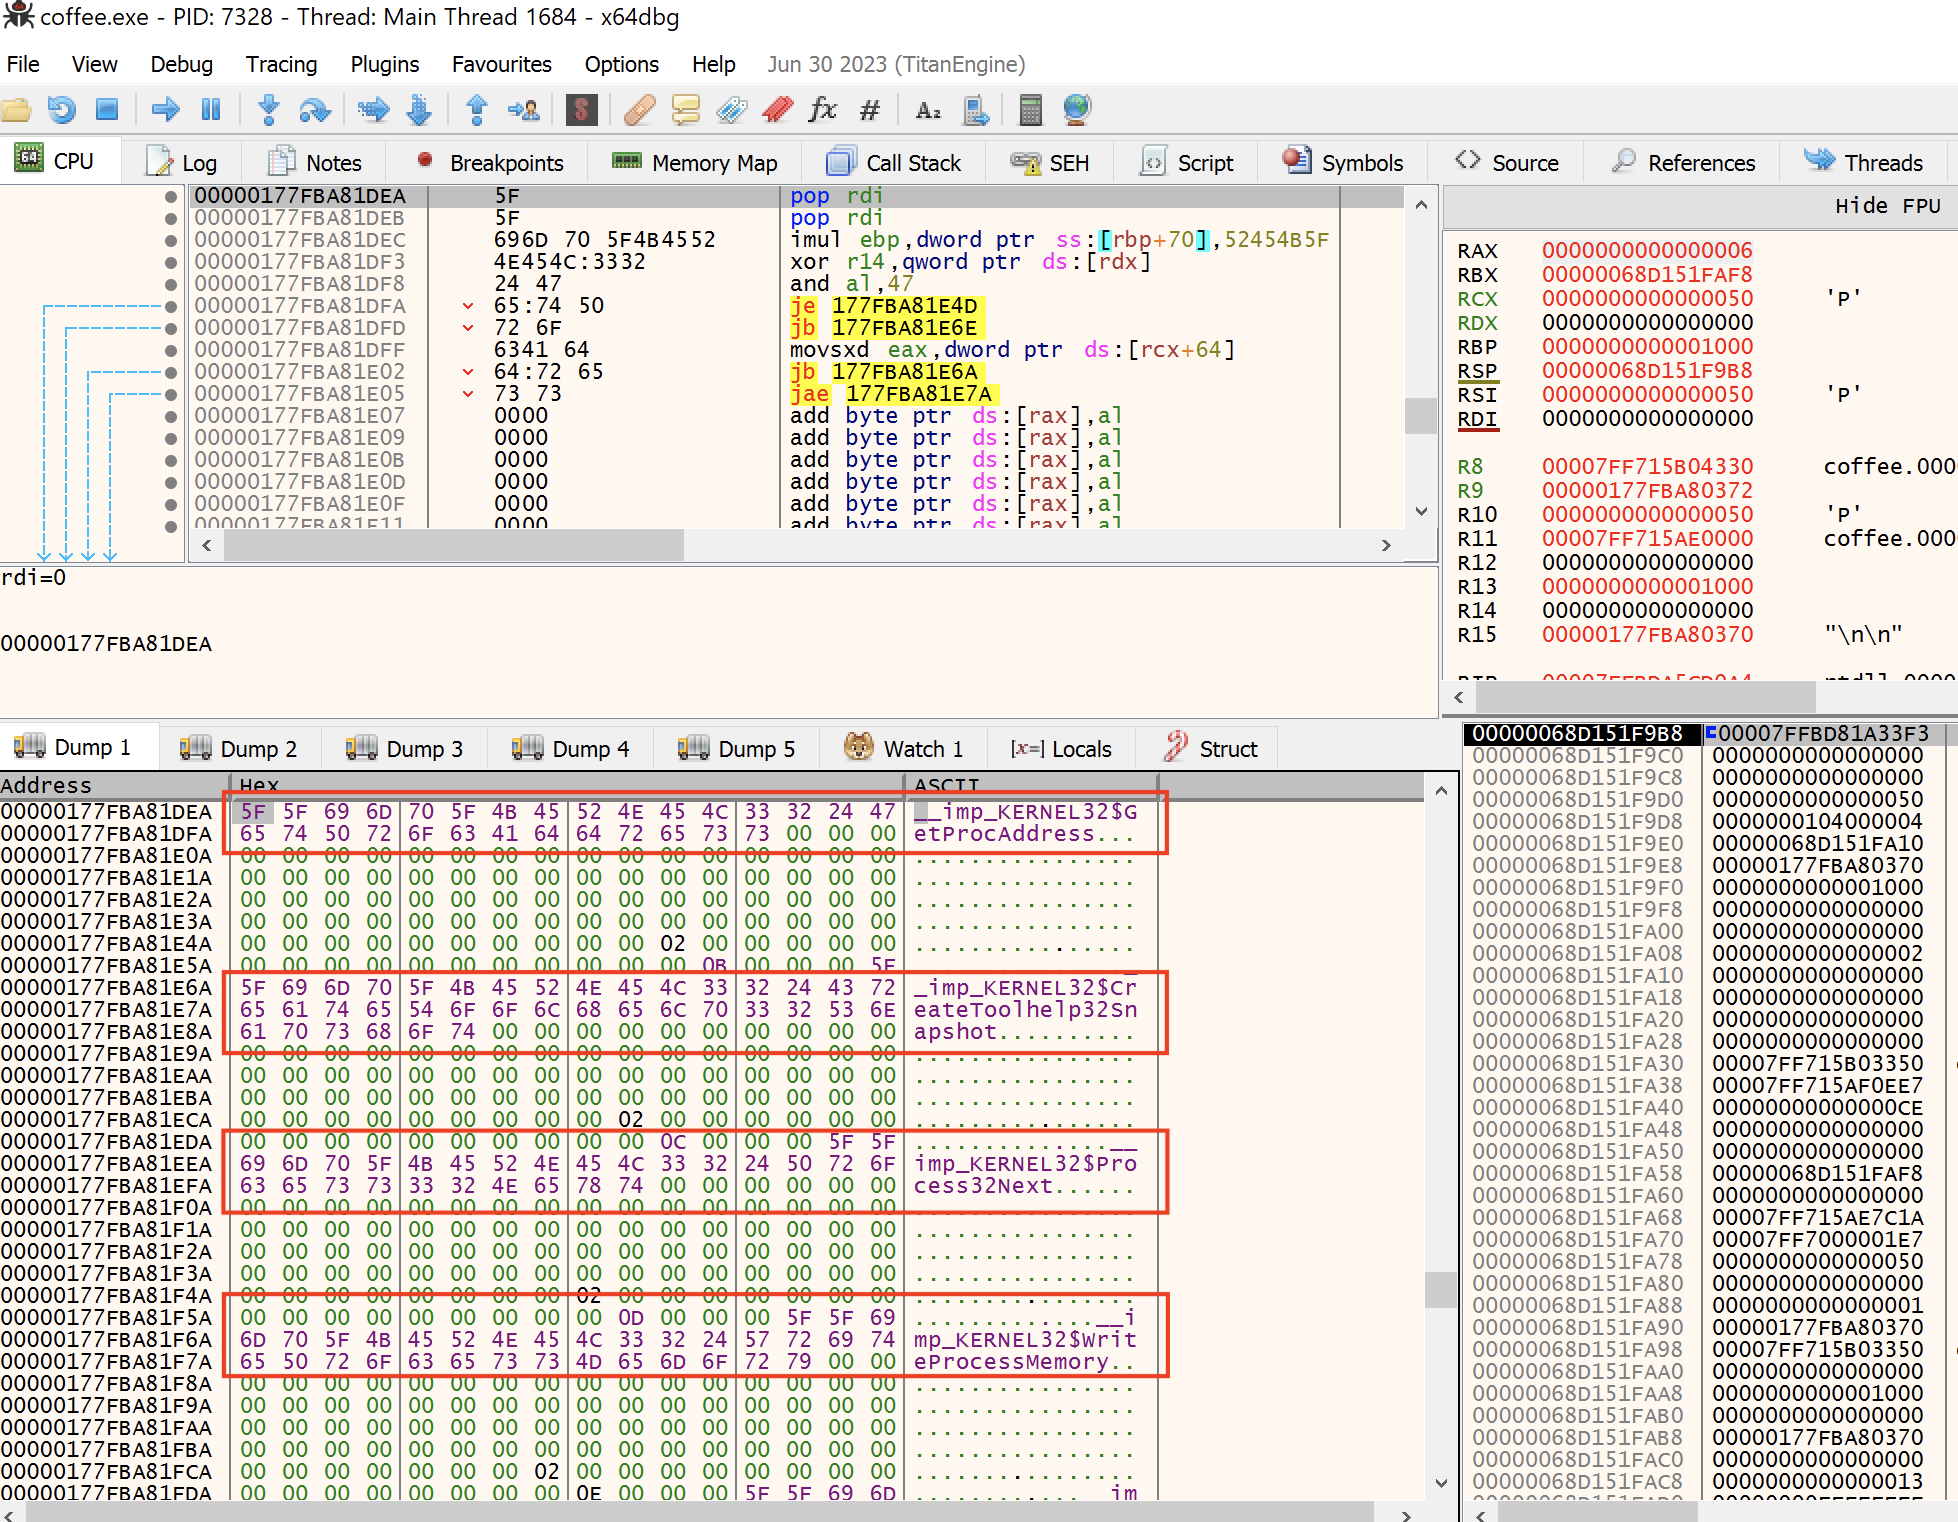 coffee.exe - PID: 7328 - Thread: Main Thread 1684 - x64dbg
File View Debug Tracing Plugins Favourites Options Help Jun 30 2023 (TitanEngine)
CPU Log Notes Breakpoints Memory Map Call Stack SEH Script Symbols Source References Threads
00000177FBA81DEA 5F pop rdi
00000177FBA81DEB 5F pop rdi
00000177FBA81DEC 696D 70 5F4B4552 imul ebp,dword ptr ss:[rbp+70],52454B5F
00000177FBA81DF3 4E454C:3332 xor r14,qword ptr ds:[rdx]
00000177FBA81DF8 24 47 and al,47
00000177FBA81DFA 65:74 50 je 177FBA81E4D
00000177FBA81DFD 72 6F jb 177FBA81E6E
00000177FBA81DFF 6341 64 movsxd eax,dword ptr ds:[rcx+64]
00000177FBA81E02 64:72 65 jb 177FBA81E6A
00000177FBA81E05 73 73 jae 177FBA81E7A
00000177FBA81E07 0000 add byte ptr ds:[rax],al
00000177FBA81E09 0000 add byte ptr ds:[rax],al
00000177FBA81E0B 0000 add byte ptr ds:[rax],al
00000177FBA81E0D 0000 add byte ptr ds:[rax],al
00000177FBA81E0F 0000 add byte ptr ds:[rax],al
00000177FBA81E11 0000 add byte ptr ds:[rax],al
rdi=0
00000177FBA81DEA
Hide FPU
RAX 0000000000000006
RBX 00000068D151FAF8
RCX 0000000000000050 'P'
RDX 0000000000000000
RBP 0000000000001000
RSP 00000068D151F9B8
RSI 0000000000000050 'P'
RDI 0000000000000000
R8 00007FF715B04330 coffee.000
R9 00000177FBA80372
R10 0000000000000050 'P'
R11 00007FF715AE0000 coffee.000
R12 0000000000000000
R13 0000000000001000
R14 0000000000000000
R15 00000177FBA80370 "\n\n"
Dump 1 Dump 2 Dump 3 Dump 4 Dump 5 Watch 1 [x=] Locals Struct
Address Hex ASCII
00000177FBA81DEA 5F 5F 69 6D 70 5F 4B 45 52 4E 45 4C 33 32 24 47 __imp_KERNEL32$G
00000177FBA81DFA 65 74 50 72 6F 63 41 64 64 72 65 73 73 00 00 00 etProcAddress...
00000177FBA81E0A 00 00 00 00 00 00 00 00 00 00 00 00 00 00 00 00 ................
00000177FBA81E1A 00 00 00 00 00 00 00 00 00 00 00 00 00 00 00 00 ................
00000177FBA81E2A 00 00 00 00 00 00 00 00 00 00 00 00 00 00 00 00 ................
00000177FBA81E3A 00 00 00 00 00 00 00 00 00 00 00 00 00 00 00 00 ................
00000177FBA81E4A 00 00 00 00 00 00 00 00 00 00 02 00 00 00 00 00 ................
00000177FBA81E5A 00 00 00 00 00 00 00 00 00 00 00 0B 00 00 00 5F ..............._
00000177FBA81E6A 5F 69 6D 70 5F 4B 45 52 4E 45 4C 33 32 24 43 72 _imp_KERNEL32$Cr
00000177FBA81E7A 65 61 74 65 54 6F 6F 6C 68 65 6C 70 33 32 53 6E eateToolhelp32Sn
00000177FBA81E8A 61 70 73 68 6F 74 00 00 00 00 00 00 00 00 00 00 apshot..........
00000177FBA81E9A 00 00 00 00 00 00 00 00 00 00 00 00 00 00 00 00 ................
00000177FBA81EAA 00 00 00 00 00 00 00 00 00 00 00 00 00 00 00 00 ................
00000177FBA81EBA 00 00 00 00 00 00 00 00 00 00 00 00 00 00 00 00 ................
00000177FBA81ECA 00 00 00 00 00 00 00 00 00 02 00 00 00 00 00 00 ................
00000177FBA81EDA 00 00 00 00 00 00 00 00 00 00 0C 00 00 00 5F 5F ..............__
00000177FBA81EEA 69 6D 70 5F 4B 45 52 4E 45 4C 33 32 24 50 72 6F imp_KERNEL32$Pro
00000177FBA81EFA 63 65 73 73 33 32 4E 65 78 74 00 00 00 00 00 00 cess32Next......
00000177FBA81F0A 00 00 00 00 00 00 00 00 00 00 00 00 00 00 00 00 ................
00000177FBA81F1A 00 00 00 00 00 00 00 00 00 00 00 00 00 00 00 00 ................
00000177FBA81F2A 00 00 00 00 00 00 00 00 00 00 00 00 00 00 00 00 ................
00000177FBA81F3A 00 00 00 00 00 00 00 00 00 00 00 00 00 00 00 00 ................
00000177FBA81F4A 00 00 00 00 00 00 00 00 02 00 00 00 00 00 00 00 ................
00000177FBA81F5A 00 00 00 00 00 00 00 00 00 0D 00 00 00 5F 5F 69 .............__i
00000177FBA81F6A 6D 70 5F 4B 45 52 4E 45 4C 33 32 24 57 72 69 74 mp_KERNEL32$Writ
00000177FBA81F7A 65 50 72 6F 63 65 73 73 4D 65 6D 6F 72 79 00 00 eProcessMemory..
00000177FBA81F8A 00 00 00 00 00 00 00 00 00 00 00 00 00 00 00 00 ................
00000177FBA81F9A 00 00 00 00 00 00 00 00 00 00 00 00 00 00 00 00 ................
00000177FBA81FAA 00 00 00 00 00 00 00 00 00 00 00 00 00 00 00 00 ................
00000177FBA81FBA 00 00 00 00 00 00 00 00 00 00 00 00 00 00 00 00 ................
00000177FBA81FCA 00 00 00 00 00 00 00 02 00 00 00 00 00 00 00 00 ................
00000177FBA81FDA 00 00 00 00 00 00 00 00 0E 00 00 00 5F 5F 69 6D ............__im
00000068D151F9B8 00007FFBD81A33F3
00000068D151F9C0 0000000000000000
00000068D151F9C8 0000000000000000
00000068D151F9D0 0000000000000050
00000068D151F9D8 0000000104000004
00000068D151F9E0 00000068D151FA10
00000068D151F9E8 00000177FBA80370
00000068D151F9F0 0000000000001000
00000068D151F9F8 0000000000000000
00000068D151FA00 0000000000000000
00000068D151FA08 0000000000000002
00000068D151FA10 0000000000000000
00000068D151FA18 0000000000000000
00000068D151FA20 0000000000000000
00000068D151FA28 0000000000000000
00000068D151FA30 00007FF715B03350
00000068D151FA38 00007FF715AF0EE7
00000068D151FA40 00000000000000CE
00000068D151FA48 0000000000000000
00000068D151FA50 0000000000000000
00000068D151FA58 00000068D151FAF8
00000068D151FA60 0000000000000000
00000068D151FA68 00007FF715AE7C1A
00000068D151FA70 00007FF7000001E7
00000068D151FA78 0000000000000050
00000068D151FA80 0000000000000000
00000068D151FA88 0000000000000001
00000068D151FA90 00000177FBA80370
00000068D151FA98 00007FF715B03350
00000068D151FAA0 0000000000000000
00000068D151FAA8 0000000000001000
00000068D151FAB0 0000000000000000
00000068D151FAB8 00000177FBA80370
00000068D151FAC0 0000000000000000
00000068D151FAC8 0000000000000013